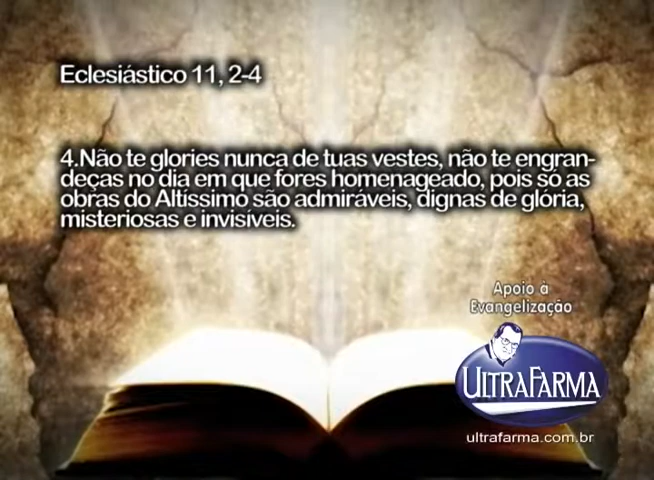 Eclesiástico 11, 2-4
4.Não te glories nunca de tuas vestes, não te engran-
deças no dia em que fores homenageado, pois só as
obras do Altíssimo são admiráveis, dignas de glória,
misteriosas e invisíveis.
Apoio à
Evangelização
ULTRAFARMA
ultrafarma.com.br